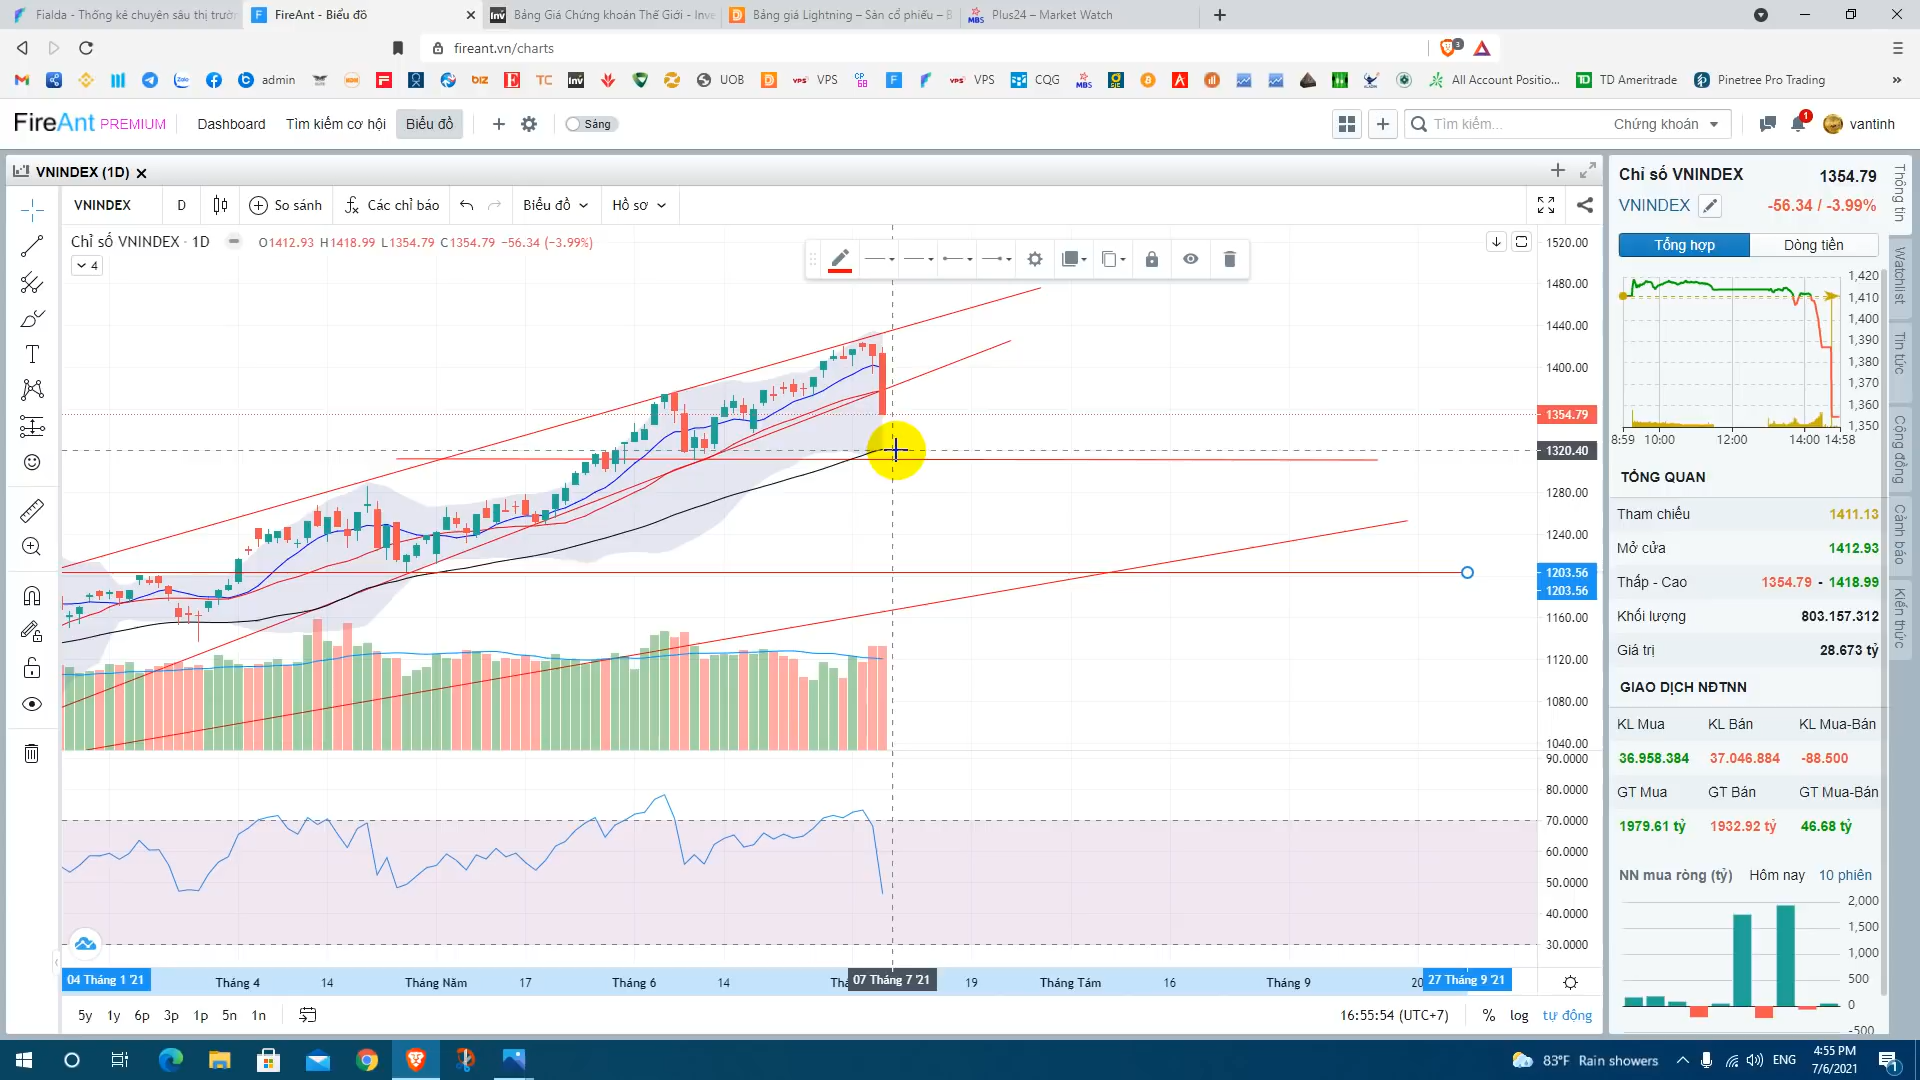 Fialda - Thống kê chuyên sâu thị trườn
FireAnt - Biểu đồ
Bảng Giá Chứng khoán Thế Giới - Inve
Bảng giá Lightning – Sàn cổ phiếu – B
Plus24 – Market Watch
fireant.vn/charts
3
admin
biz
TC
Inv
UOB
VPS
VPS
CQG
MBS
All Account Positio...
TD Ameritrade
Pinetree Pro Trading
FireAnt PREMIUM
Dashboard
Tìm kiếm cơ hội
Biểu đồ
Sáng
Tìm kiếm...
Chứng khoán
1
vantinh
VNINDEX (1D)
VNINDEX
D
So sánh
Các chỉ báo
Biểu đồ
Hồ sơ
Chỉ số VNINDEX · 1D
O1412.93 H1418.99 L1354.79 C1354.79 −56.34 (−3.99%)
4
1520.00
1480.00
1440.00
1400.00
1354.79
1320.40
1280.00
1240.00
1203.56
1203.56
1160.00
1120.00
1080.00
1040.00
90.0000
80.0000
70.0000
60.0000
50.0000
40.0000
30.0000
04 Tháng 1 '21
Tháng 4
14
Tháng Năm
17
Tháng 6
14
07 Tháng 7 '21
19
Tháng Tám
16
Tháng 9
27 Tháng 9 '21
5y 1y 6p 3p 1p 5n 1n
16:55:54 (UTC+7)
% log tự động
Chỉ số VNINDEX
1354.79
VNINDEX
-56.34 / -3.99%
Tổng hợp
Dòng tiền
1,420
1,410
1,400
1,390
1,380
1,370
1,360
1,350
8:59 10:00 12:00 14:00 14:58
TỔNG QUAN
Tham chiếu 1411.13
Mở cửa 1412.93
Thấp - Cao 1354.79 - 1418.99
Khối lượng 803.157.312
Giá trị 28.673 tỷ
GIAO DỊCH NĐTNN
KL Mua KL Bán KL Mua-Bán
36.958.384 37.046.884 -88.500
GT Mua GT Bán GT Mua-Bán
1979.61 tỷ 1932.92 tỷ 46.68 tỷ
NN mua ròng (tỷ) Hôm nay 10 phiên
2,000
1,500
1,000
500
0
-500
Thông tin
Watchlist
Tin tức
Cộng đồng
Cảnh báo
Kiến thức
83°F Rain showers
ENG
4:55 PM
7/6/2021
1